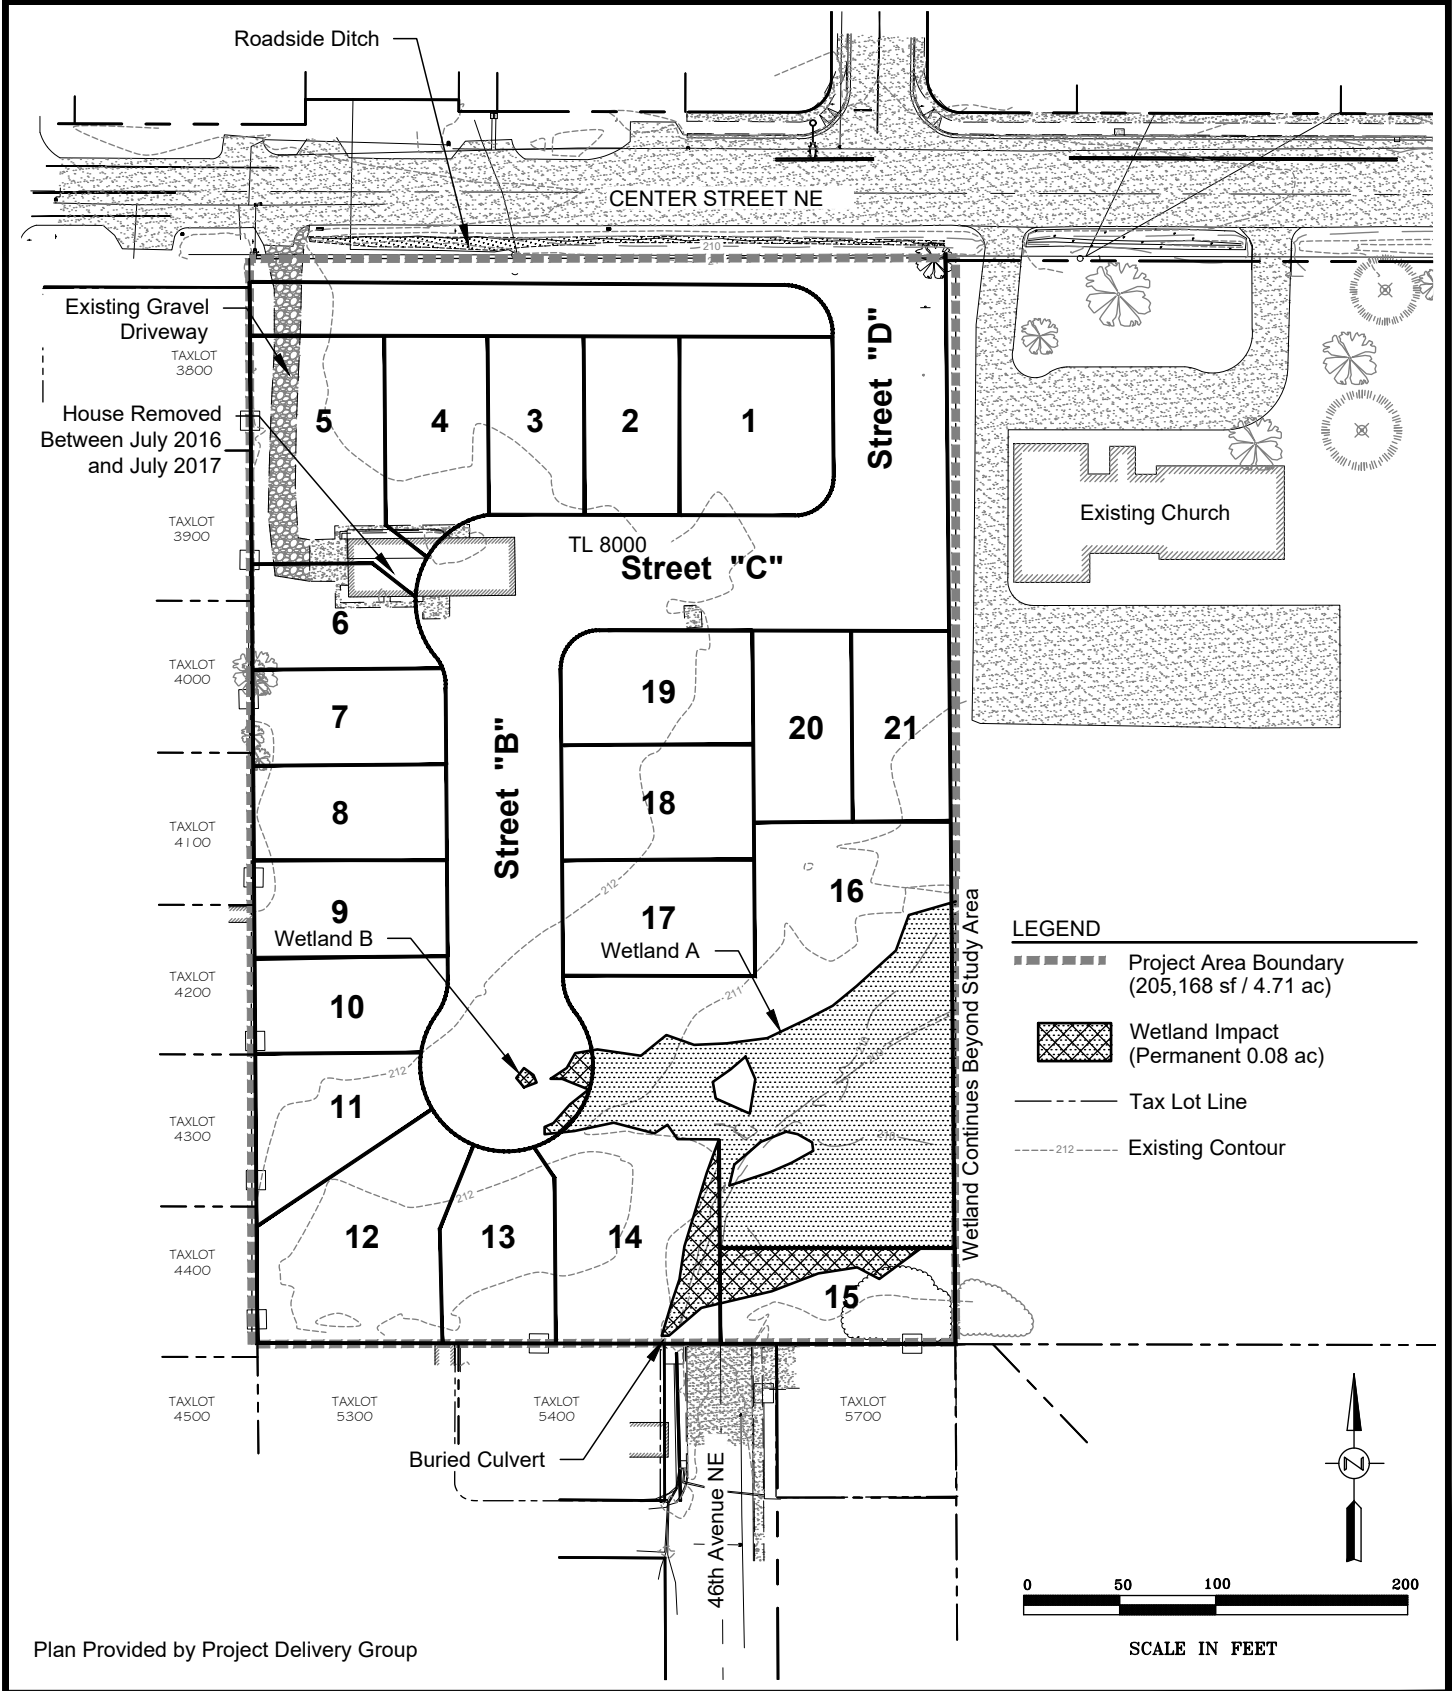 Roadside Ditch
CENTER STREET NE
210
Existing Gravel
Driveway
TAXLOT
3800
Street "D"
House Removed
Between July 2016
and July 2017
5
4
3
2
1
TAXLOT
3900
Existing Church
TL 8000
Street "C"
6
TAXLOT
4000
7
19
20
21
Street "B"
8
18
TAXLOT
4100
212
16
9
17
Wetland B
Wetland A
Wetland Continues Beyond Study Area
LEGEND
Project Area Boundary
(205,168 sf / 4.71 ac)
TAXLOT
4200
10
211
Wetland Impact
(Permanent 0.08 ac)
212
11
Tax Lot Line
TAXLOT
4300
210
212
Existing Contour
212
12
13
14
TAXLOT
4400
15
TAXLOT
4500
TAXLOT
5300
TAXLOT
5400
TAXLOT
5700
Buried Culvert
46th Avenue NE
N
0 50 100 200
SCALE IN FEET
Plan Provided by Project Delivery Group